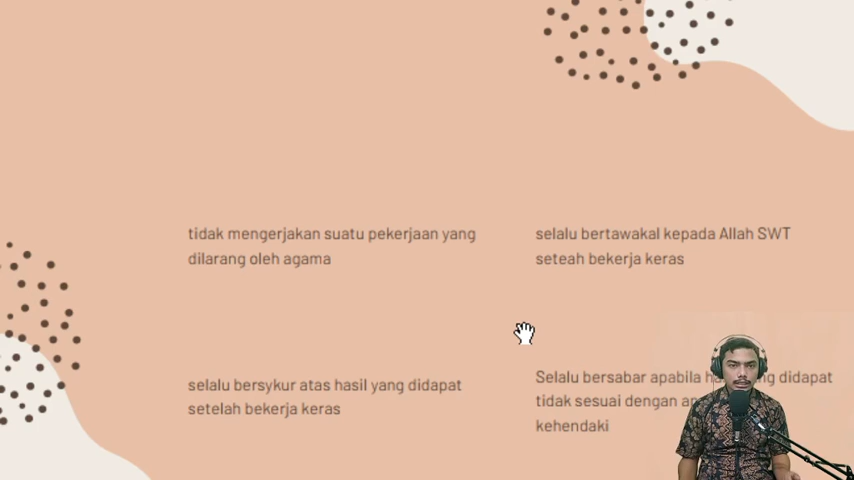 tidak mengerjakan suatu pekerjaan yang
dilarang oleh agama
selalu bertawakal kepada Allah SWT
seteah bekerja keras
selalu bersykur atas hasil yang didapat
setelah bekerja keras
Selalu bersabar apabila didapat
tidak sesuai dengan
kehendaki